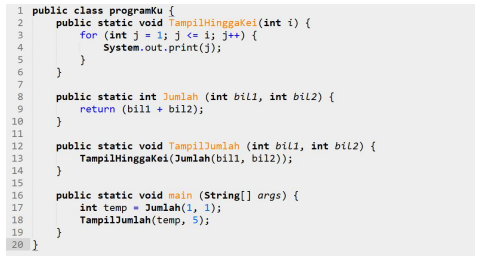 1 public class programKu {
2     public static void TampilHinggaKei(int i) {
3         for (int j = 1; j <= i; j++) {
4             System.out.print(j);
5         }
6     }
7
8     public static int Jumlah (int bil1, int bil2) {
9         return (bil1 + bil2);
10     }
11
12     public static void TampilJumlah (int bil1, int bil2) {
13         TampilHinggaKei(Jumlah(bil1, bil2));
14     }
15
16     public static void main (String[] args) {
17         int temp = Jumlah(1, 1);
18         TampilJumlah(temp, 5);
19     }
20 }